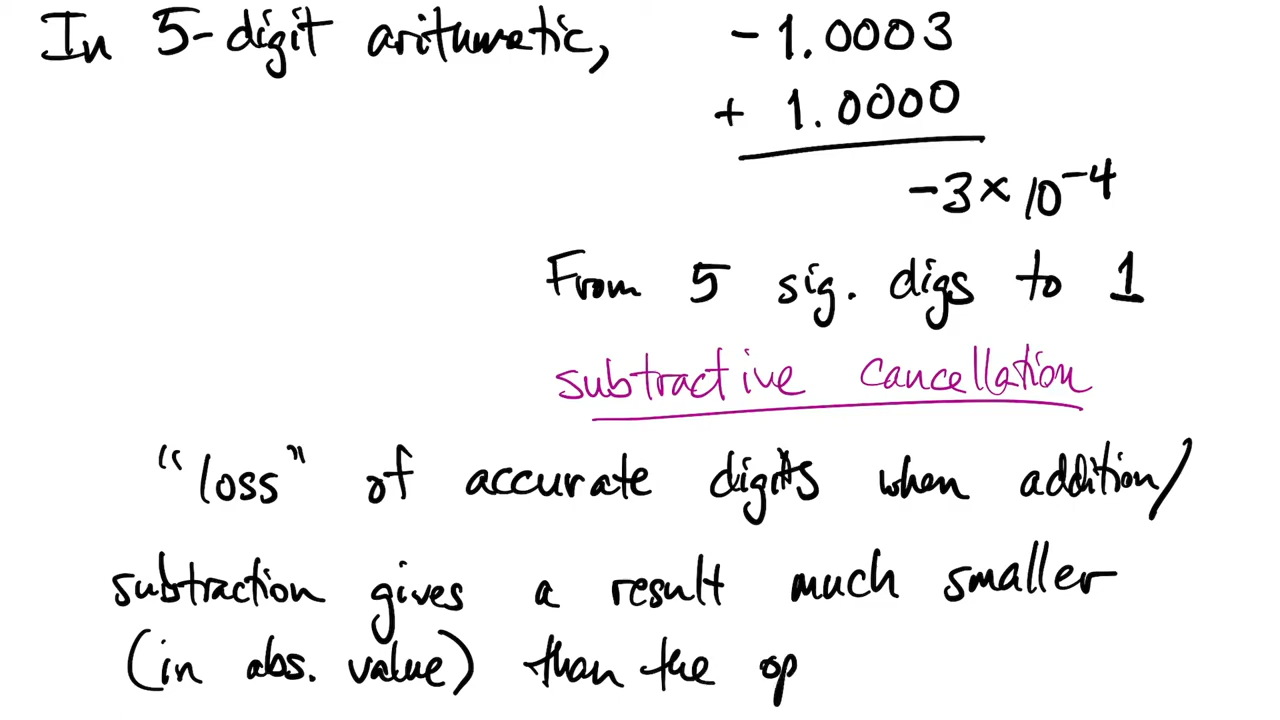 In 5-digit arithmetic,
- 1.0003
+ 1.0000
-3 × 10⁻⁴
From 5 sig. digs to 1
subtractive cancellation
"loss" of accurate digits when addition/
subtraction gives a result much smaller
(in abs. value) than the op